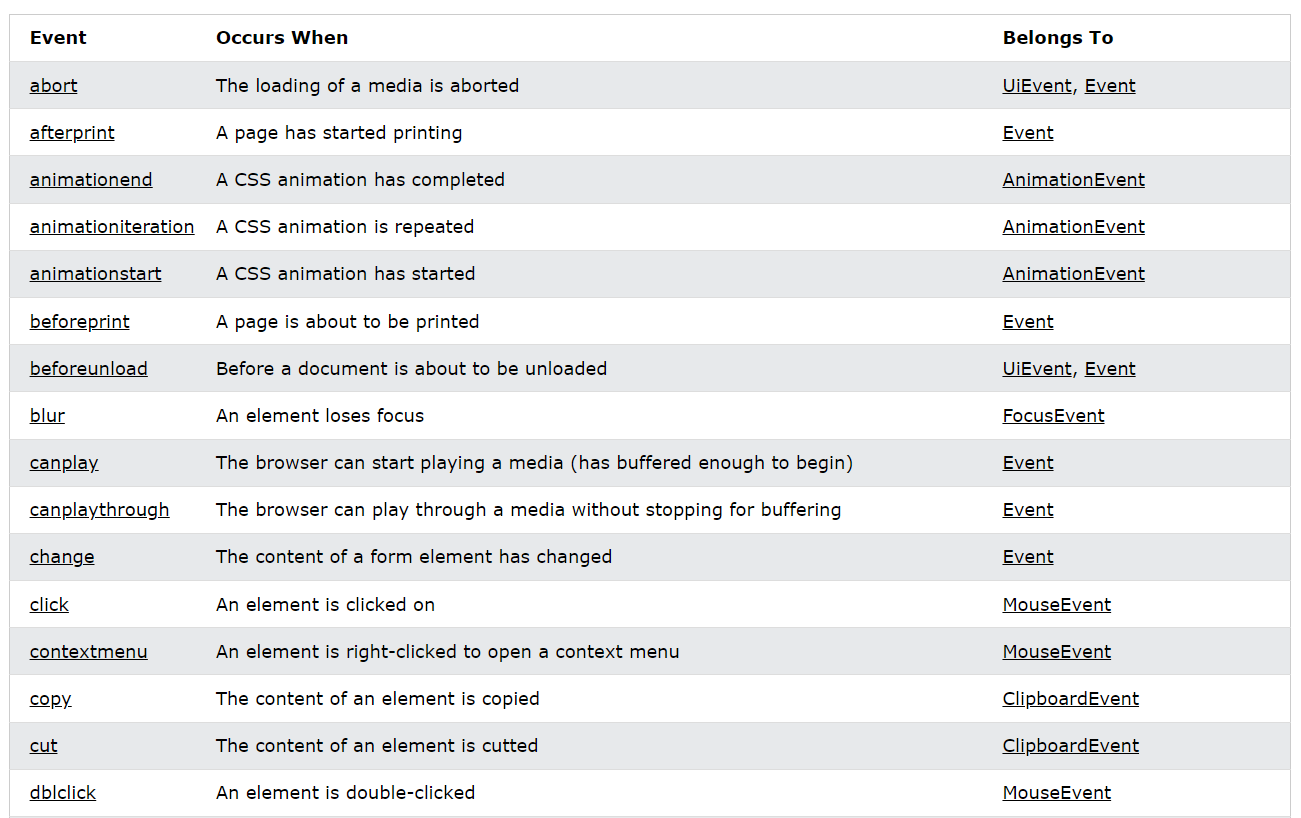 Event Occurs When Belongs To
abort The loading of a media is aborted UiEvent, Event
afterprint A page has started printing Event
animationend A CSS animation has completed AnimationEvent
animationiteration A CSS animation is repeated AnimationEvent
animationstart A CSS animation has started AnimationEvent
beforeprint A page is about to be printed Event
beforeunload Before a document is about to be unloaded UiEvent, Event
blur An element loses focus FocusEvent
canplay The browser can start playing a media (has buffered enough to begin) Event
canplaythrough The browser can play through a media without stopping for buffering Event
change The content of a form element has changed Event
click An element is clicked on MouseEvent
contextmenu An element is right-clicked to open a context menu MouseEvent
copy The content of an element is copied ClipboardEvent
cut The content of an element is cutted ClipboardEvent
dblclick An element is double-clicked MouseEvent